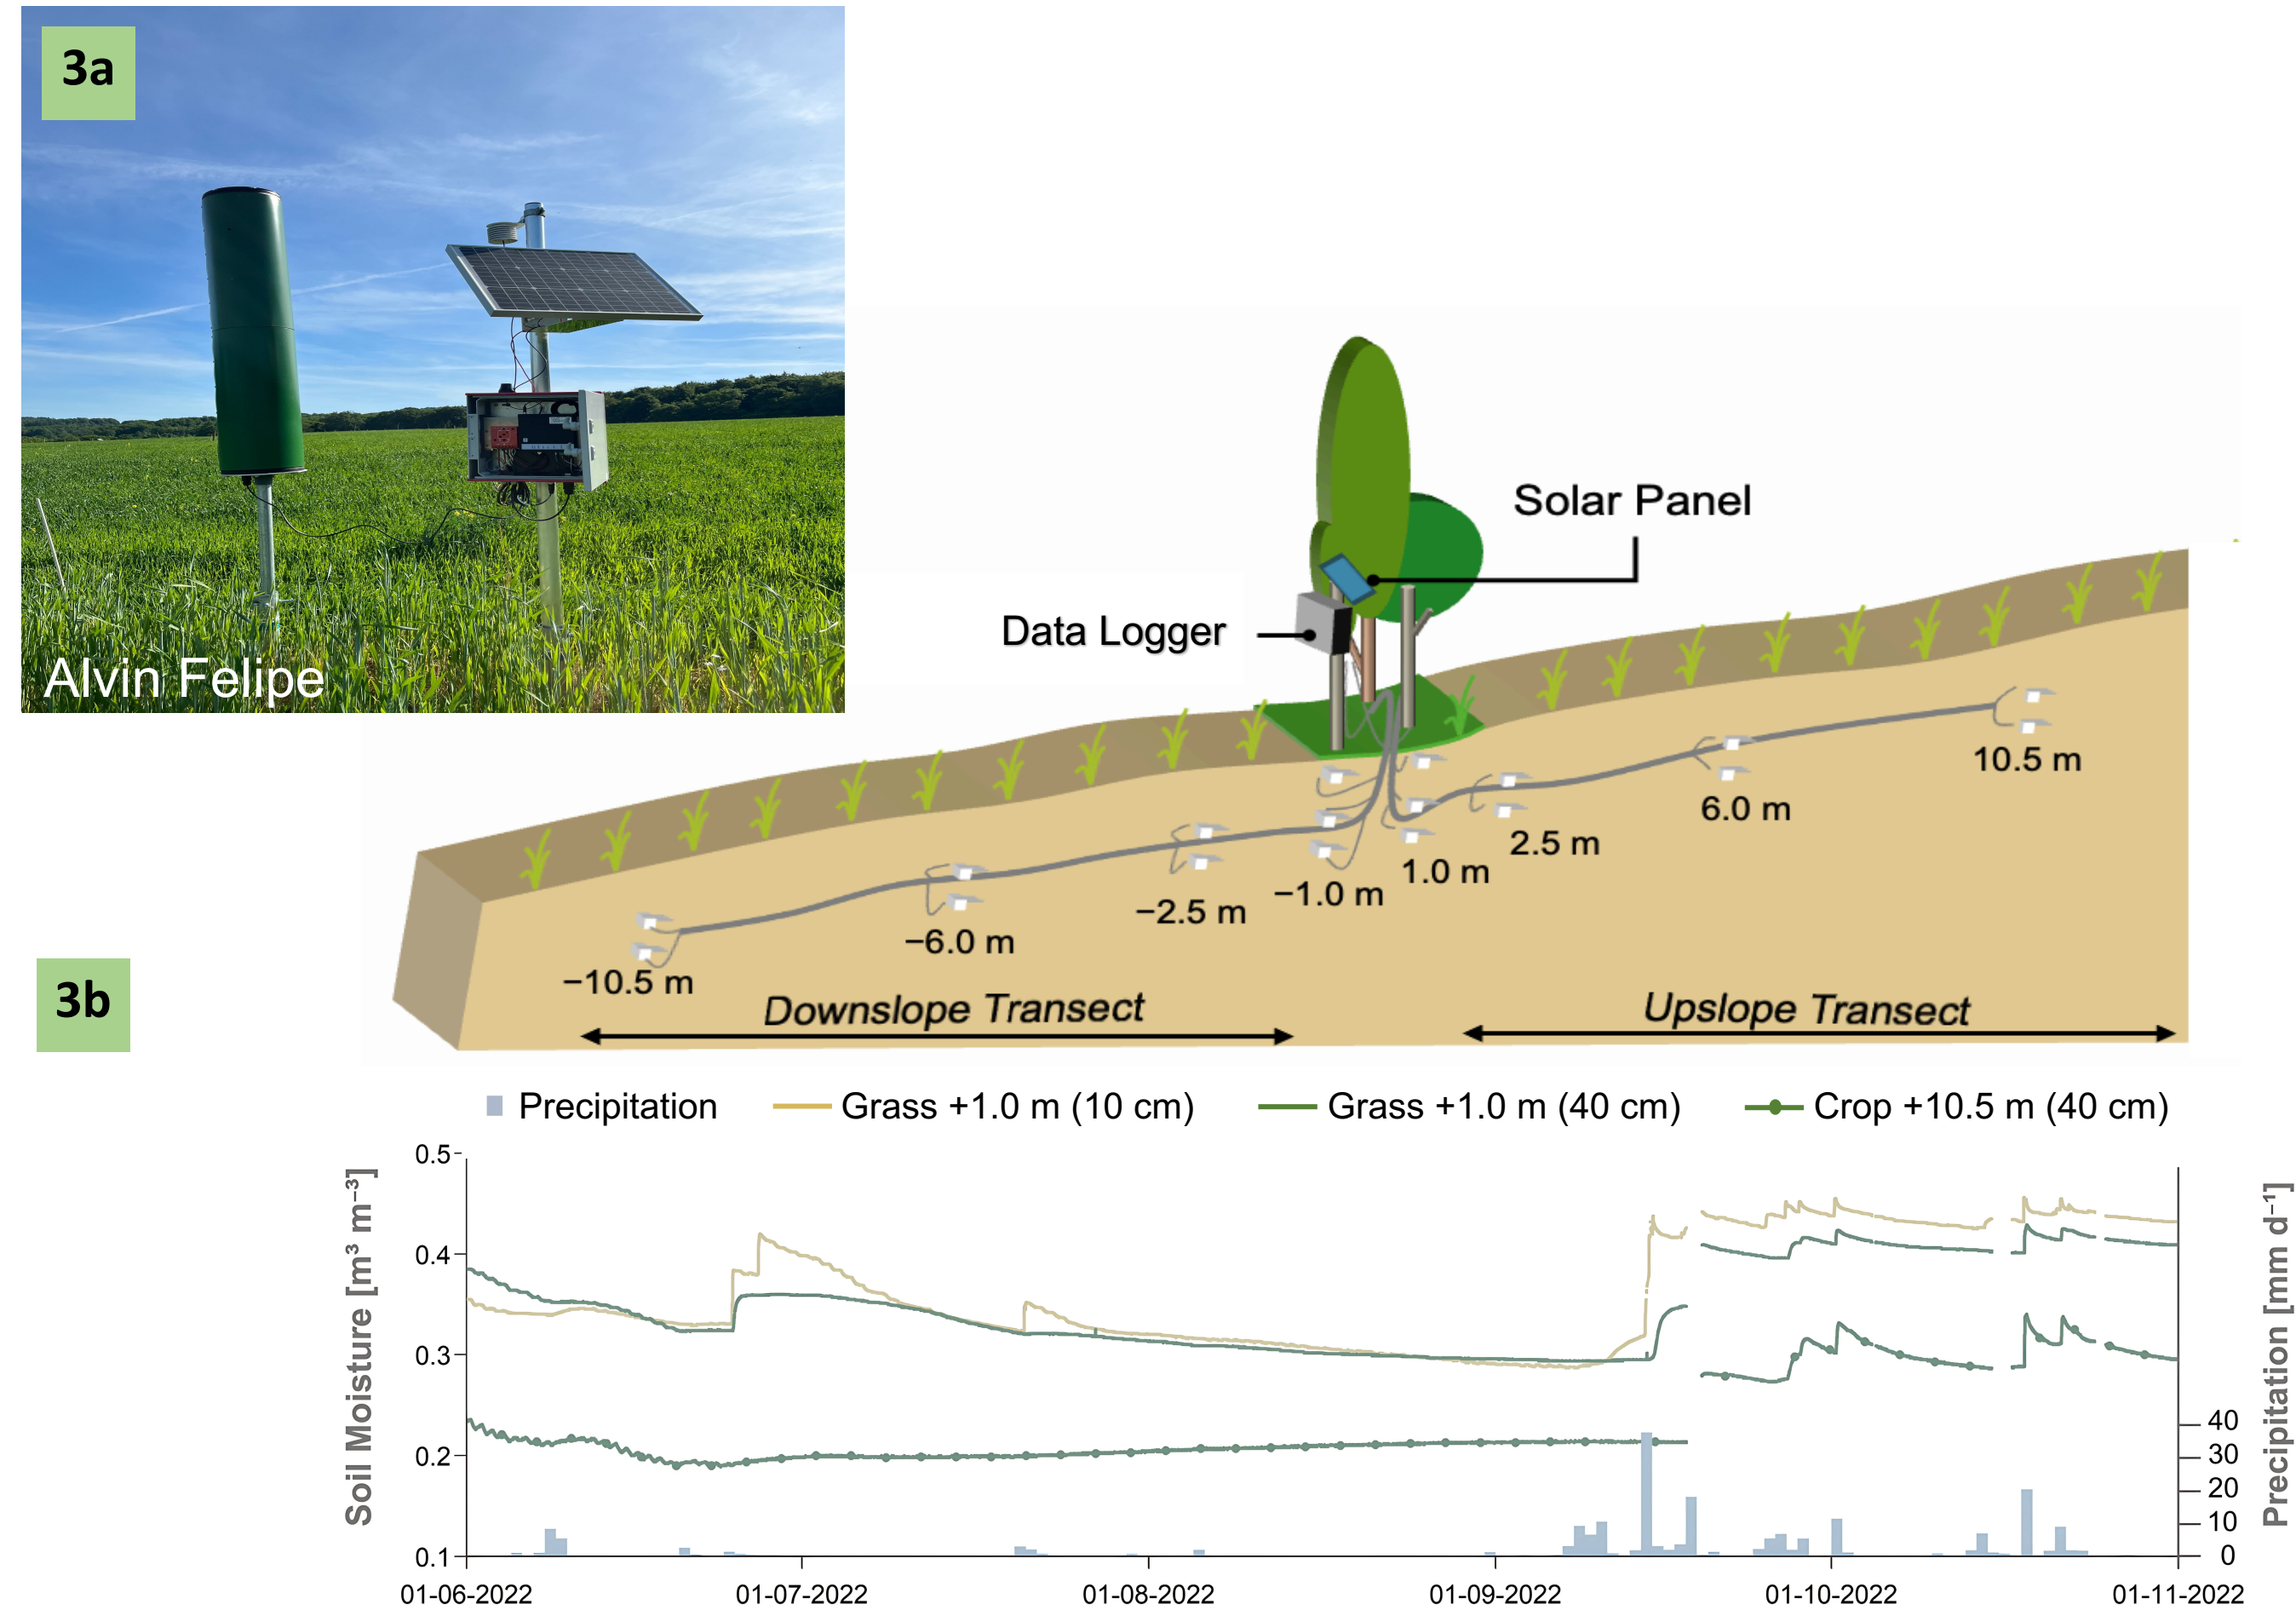 3a
Alvin Felipe
Solar Panel
Data Logger
10.5 m
6.0 m
2.5 m
1.0 m
−1.0 m
−2.5 m
−6.0 m
−10.5 m
Downslope Transect
Upslope Transect
3b
Precipitation
Grass +1.0 m (10 cm)
Grass +1.0 m (40 cm)
Crop +10.5 m (40 cm)
Soil Moisture [m³ m⁻³]
0.5
0.4
0.3
0.2
0.1
Precipitation [mm d⁻¹]
40
30
20
10
0
01-06-2022
01-07-2022
01-08-2022
01-09-2022
01-10-2022
01-11-2022